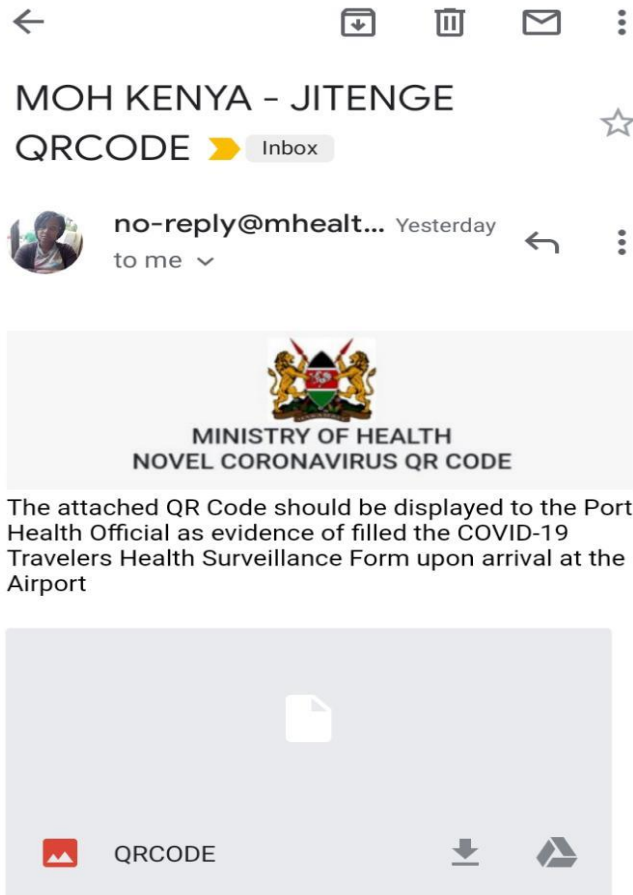 MOH KENYA - JITENGE
QRCODE Inbox
no-reply@mhealt... Yesterday
to me
MINISTRY OF HEALTH
NOVEL CORONAVIRUS QR CODE
The attached QR Code should be displayed to the Port
Health Official as evidence of filled the COVID-19
Travelers Health Surveillance Form upon arrival at the
Airport
QRCODE